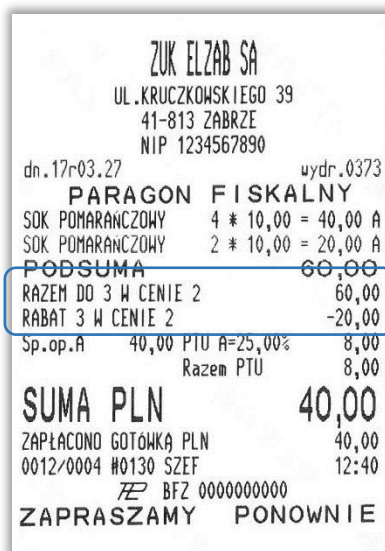 ZUK ELZAB SA
UL.KRUCZKOWSKIEGO 39
41-813 ZABRZE
NIP 1234567890
dn.17r03.27 wydr.0373
PARAGON FISKALNY
SOK POMARAŃCZOWY 4 * 10,00 = 40,00 A
SOK POMARAŃCZOWY 2 * 10,00 = 20,00 A
PODSUMA 60,00
RAZEM DO 3 W CENIE 2 60,00
RABAT 3 W CENIE 2 -20,00
Sp.op.A 40,00 PTU A=25,00% 8,00
Razem PTU 8,00
SUMA PLN 40,00
ZAPŁACONO GOTÓWKĄ PLN 40,00
0012/0004 #0130 SZEF 12:40
BFZ 0000000000
ZAPRASZAMY PONOWNIE